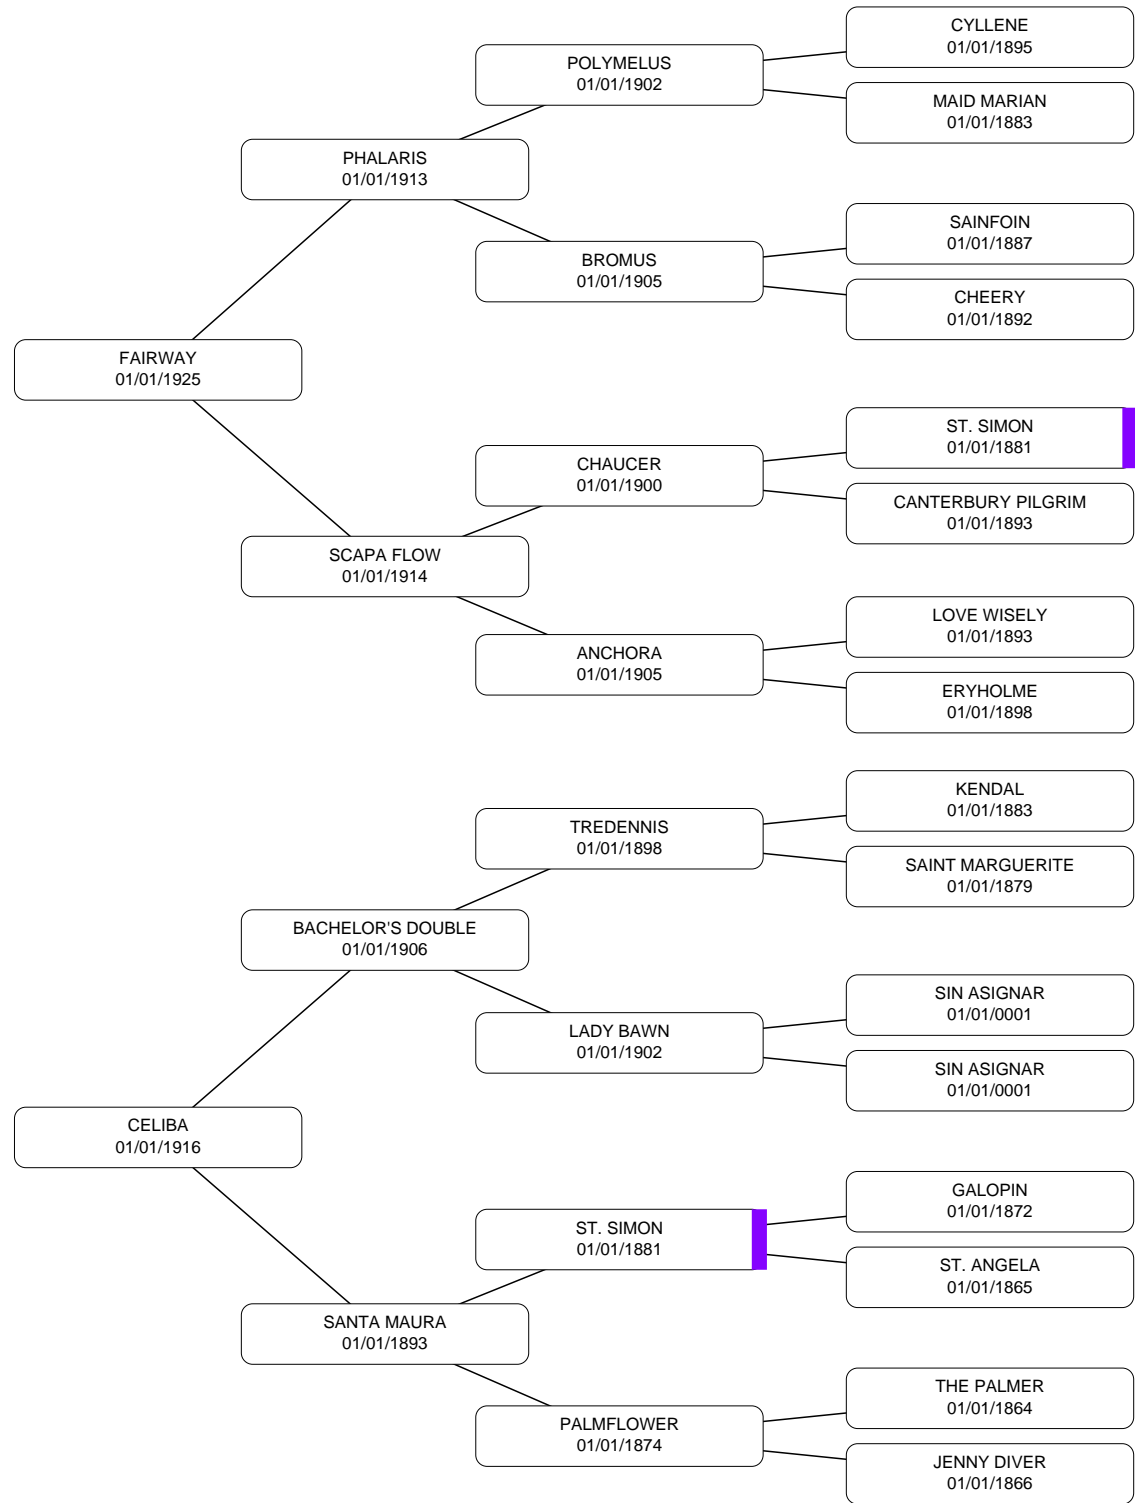 CYLLENE
01/01/1895
POLYMELUS
01/01/1902
MAID MARIAN
01/01/1883
PHALARIS
01/01/1913
SAINFOIN
01/01/1887
BROMUS
01/01/1905
CHEERY
01/01/1892
FAIRWAY
01/01/1925
ST. SIMON
01/01/1881
CHAUCER
01/01/1900
CANTERBURY PILGRIM
01/01/1893
SCAPA FLOW
01/01/1914
LOVE WISELY
01/01/1893
ANCHORA
01/01/1905
ERYHOLME
01/01/1898
KENDAL
01/01/1883
TREDENNIS
01/01/1898
SAINT MARGUERITE
01/01/1879
BACHELOR'S DOUBLE
01/01/1906
SIN ASIGNAR
01/01/0001
LADY BAWN
01/01/1902
SIN ASIGNAR
01/01/0001
CELIBA
01/01/1916
GALOPIN
01/01/1872
ST. SIMON
01/01/1881
ST. ANGELA
01/01/1865
SANTA MAURA
01/01/1893
THE PALMER
01/01/1864
PALMFLOWER
01/01/1874
JENNY DIVER
01/01/1866